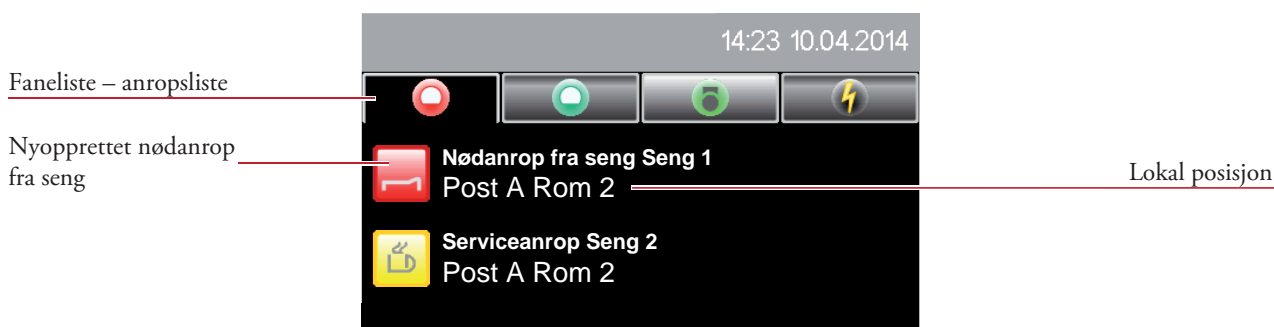 14:23 10.04.2014
Faneliste – anropsliste
Nyopprettet nødanrop
fra seng
Nødanrop fra seng Seng 1
Post A Rom 2
Lokal posisjon
Serviceanrop Seng 2
Post A Rom 2